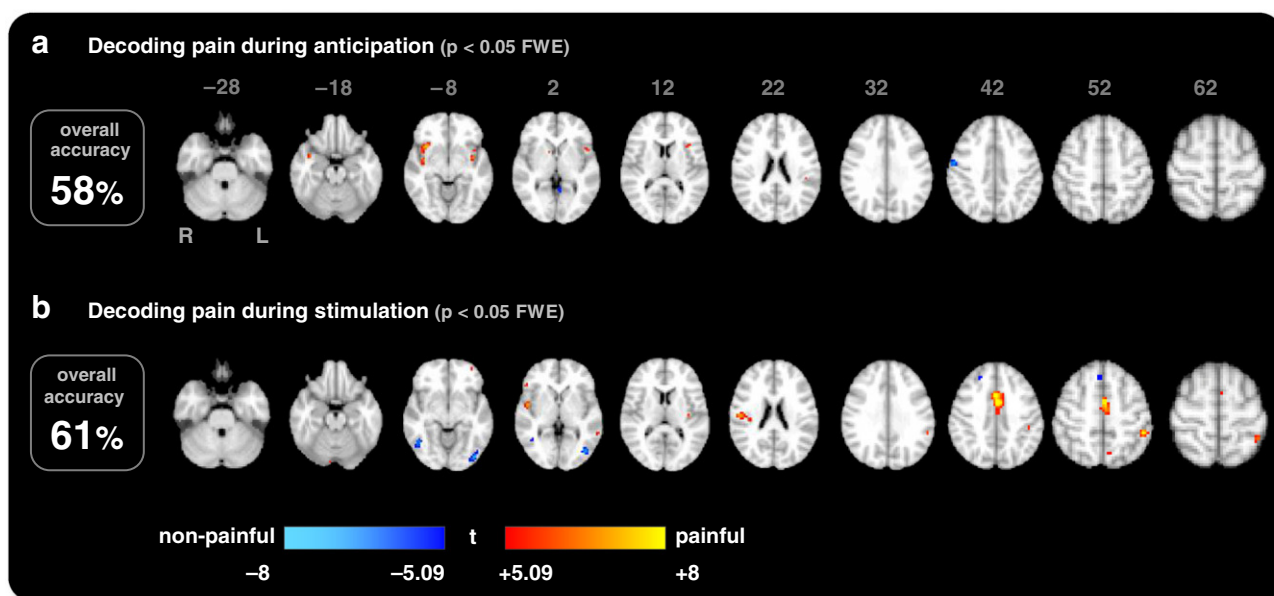 a Decoding pain during anticipation (p < 0.05 FWE)
−28 −18 −8 2 12 22 32 42 52 62
overall
accuracy
58%
R L
b Decoding pain during stimulation (p < 0.05 FWE)
overall
accuracy
61%
non-painful t painful
−8 −5.09 +5.09 +8